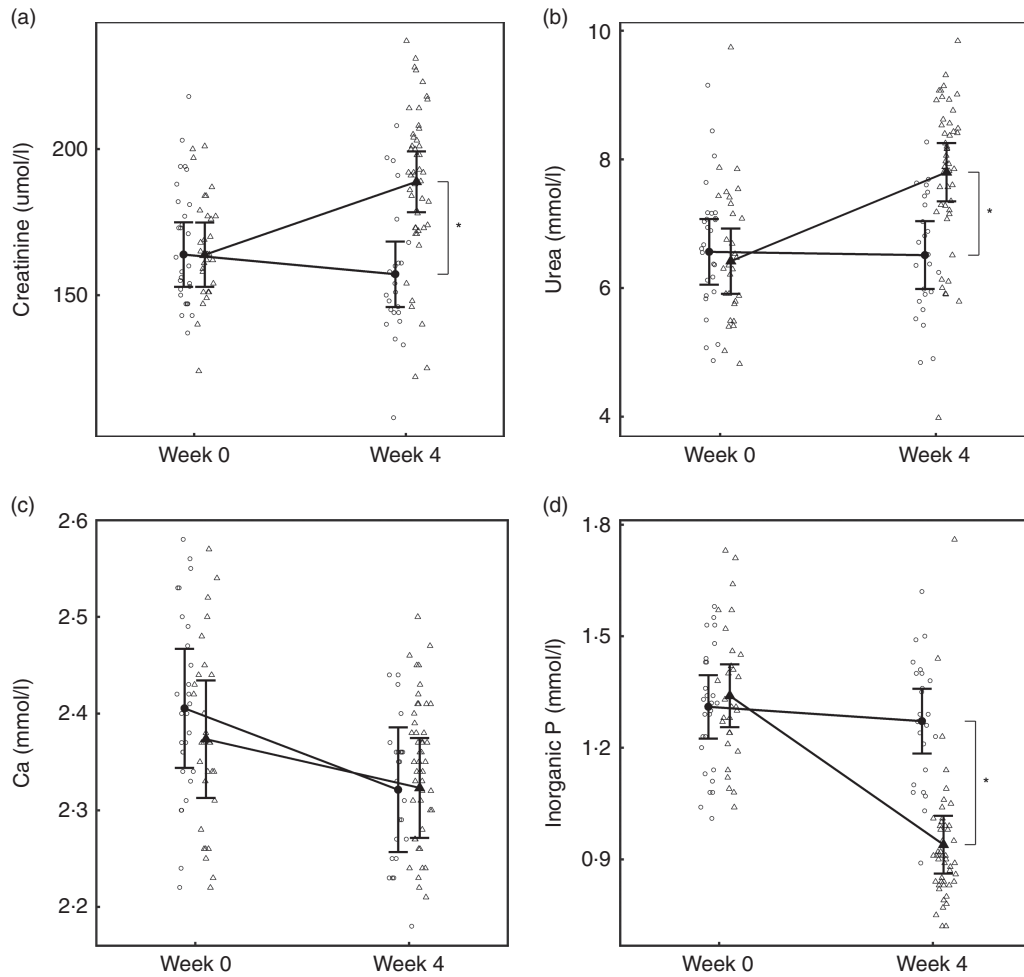 (a)
Creatinine (umol/l)
200
150
*
Week 0 Week 4
(b)
Urea (mmol/l)
10
8
6
4
*
Week 0 Week 4
(c)
Ca (mmol/l)
2·6
2·5
2·4
2·3
2·2
Week 0 Week 4
(d)
Inorganic P (mmol/l)
1·8
1·5
1·2
0·9
*
Week 0 Week 4